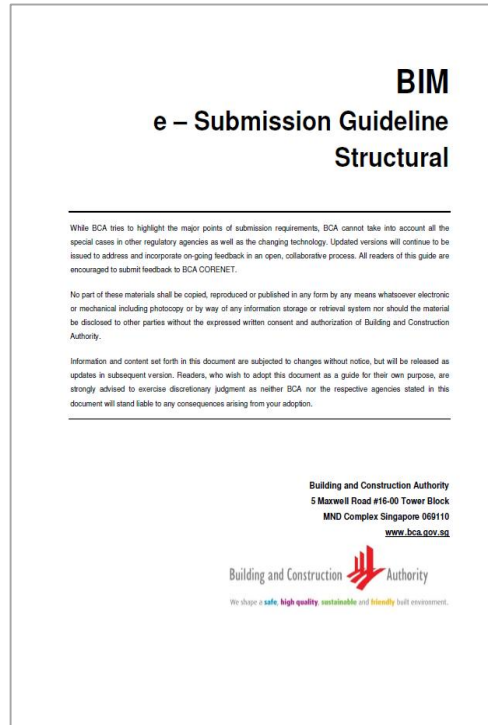 BIM
e – Submission Guideline
Structural
While BCA tries to highlight the major points of submission requirements, BCA cannot take into account all the
special cases in other regulatory agencies as well as the changing technology. Updated versions will continue to be
issued to address and incorporate on-going feedback in an open, collaborative process. All readers of this guide are
encouraged to submit feedback to BCA CORENET.
No part of these materials shall be copied, reproduced or published in any form by any means whatsoever electronic
or mechanical including photocopy or by way of any information storage or retrieval system nor should the material
be disclosed to other parties without the expressed written consent and authorization of Building and Construction
Authority.
Information and content set forth in this document are subjected to changes without notice, but will be released as
updates in subsequent version. Readers, who wish to adopt this document as a guide for their own purpose, are
strongly advised to exercise discretionary judgment as neither BCA nor the respective agencies stated in this
document will stand liable to any consequences arising from your adoption.
Building and Construction Authority
5 Maxwell Road #16-00 Tower Block
MND Complex Singapore 069110
www.bca.gov.sg
Building and Construction Authority
We shape a safe, high quality, sustainable and friendly built environment.